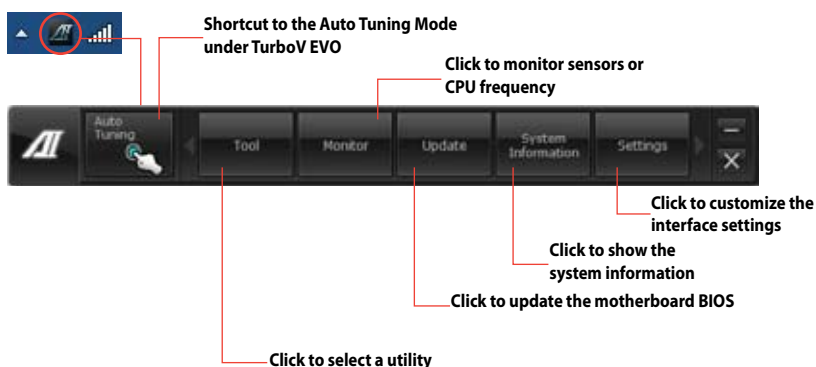 Shortcut to the Auto Tuning Mode
under TurboV EVO
Click to monitor sensors or
CPU frequency
Auto
Tuning
Tool
Monitor
Update
System
Information
Settings
Click to customize the
interface settings
Click to show the
system information
Click to update the motherboard BIOS
Click to select a utility